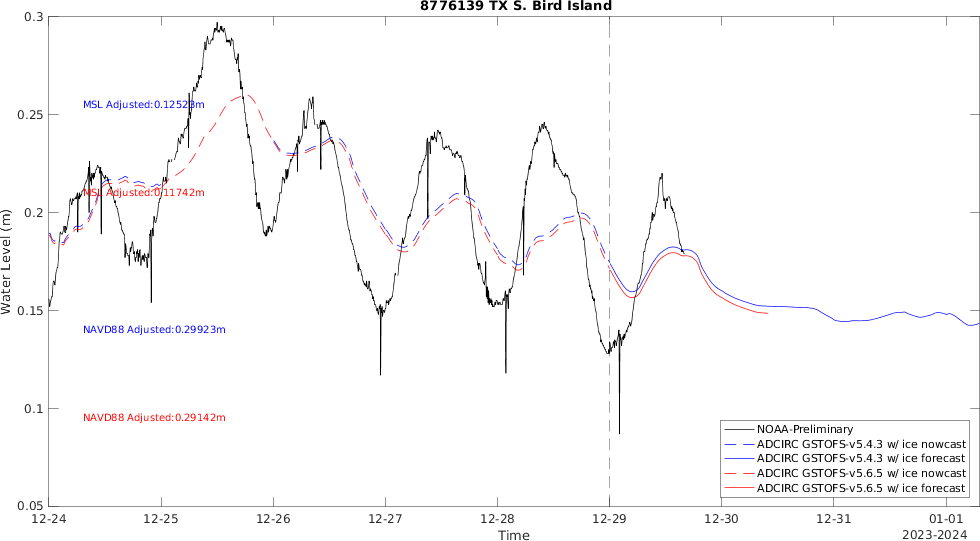 8776139 TX S. Bird Island
Water Level (m)
0.3
0.25
0.2
0.15
0.1
0.05
MSL Adjusted:0.12523m
MSL Adjusted:0.11742m
NAVD88 Adjusted:0.29923m
NAVD88 Adjusted:0.29142m
NOAA-Preliminary
ADCIRC GSTOFS-v5.4.3 w/ ice nowcast
ADCIRC GSTOFS-v5.4.3 w/ ice forecast
ADCIRC GSTOFS-v5.6.5 w/ ice nowcast
ADCIRC GSTOFS-v5.6.5 w/ ice forecast
12-24 12-25 12-26 12-27 12-28 12-29 12-30 12-31 01-01
Time
2023-2024